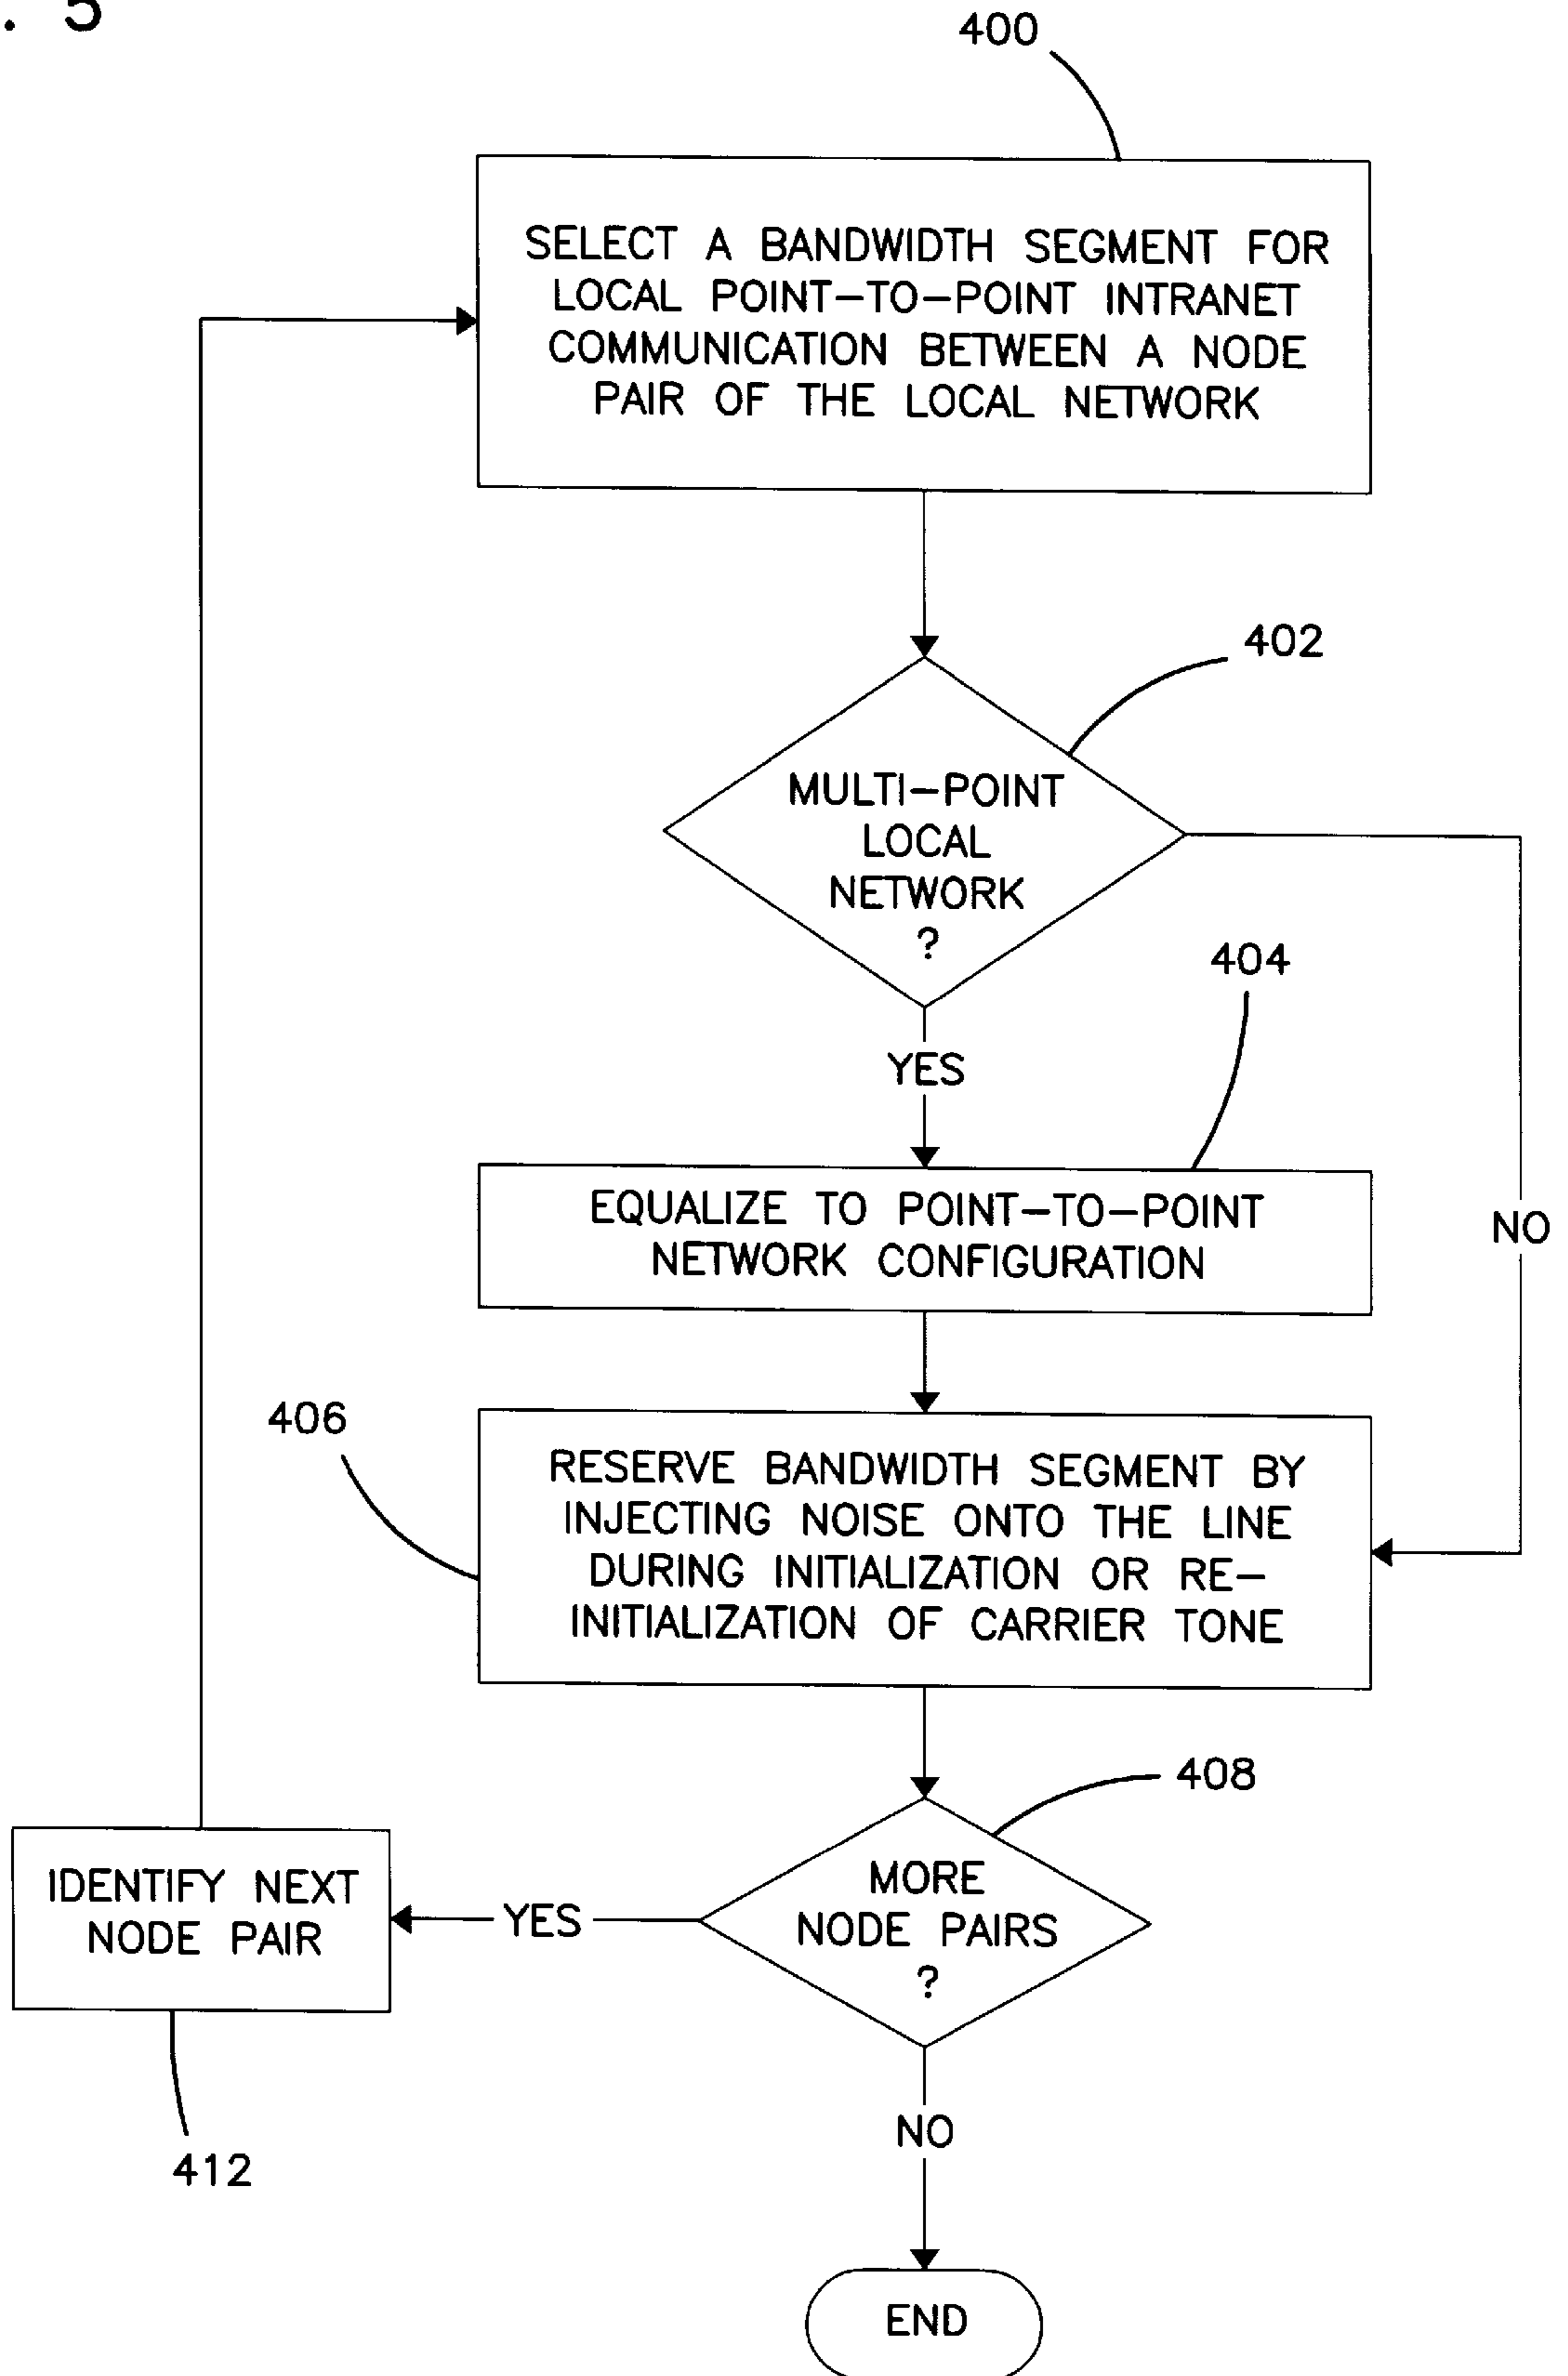 . 5
400
SELECT A BANDWIDTH SEGMENT FOR
LOCAL POINT-TO-POINT INTRANET
COMMUNICATION BETWEEN A NODE
PAIR OF THE LOCAL NETWORK
402
MULTI-POINT
LOCAL
NETWORK
?
404
YES
EQUALIZE TO POINT-TO-POINT
NETWORK CONFIGURATION
NO
406
RESERVE BANDWIDTH SEGMENT BY
INJECTING NOISE ONTO THE LINE
DURING INITIALIZATION OR RE-
INITIALIZATION OF CARRIER TONE
408
MORE
NODE PAIRS
?
YES
IDENTIFY NEXT
NODE PAIR
412
NO
END